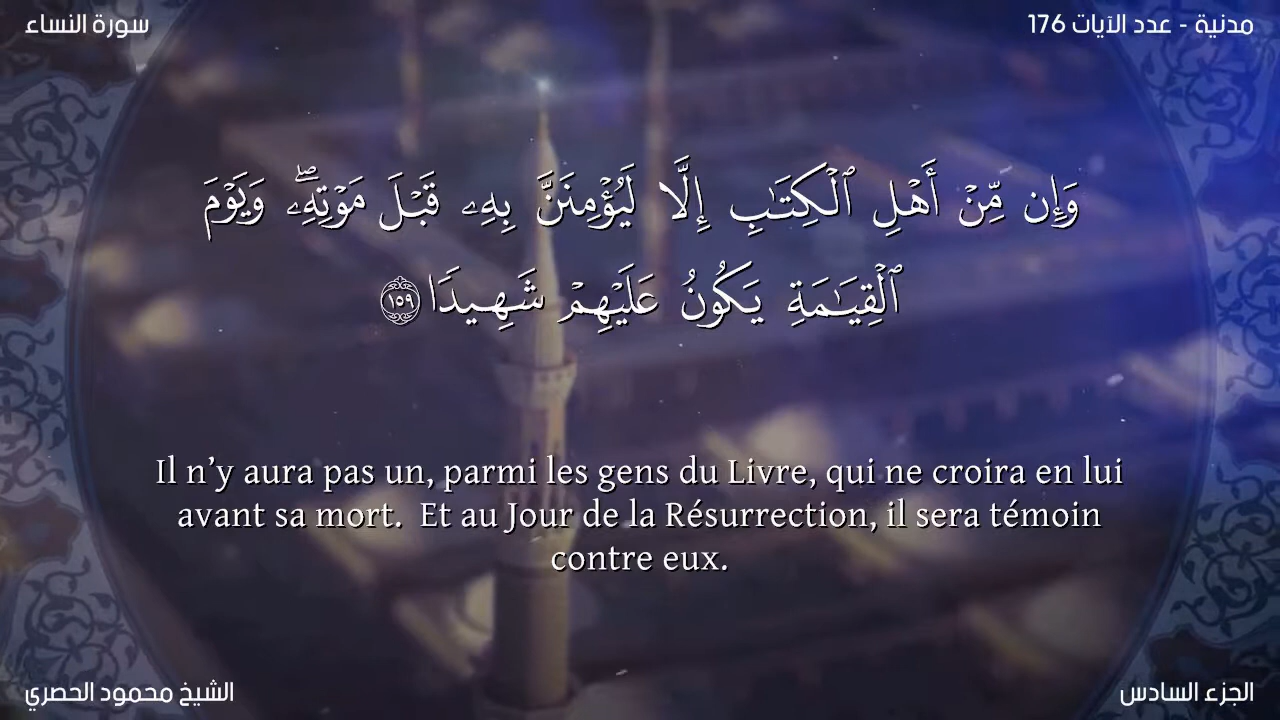 سورة النساء
مدنية - عدد الآيات 176
وَإِن مِّنْ أَهْلِ ٱلْكِتَـٰبِ إِلَّا لَيُؤْمِنَنَّ بِهِۦ قَبْلَ مَوْتِهِۦۖ وَيَوْمَ
ٱلْقِيَـٰمَةِ يَكُونُ عَلَيْهِمْ شَهِيدًا ١٥٩
Il n’y aura pas un, parmi les gens du Livre, qui ne croira en lui
avant sa mort.  Et au Jour de la Résurrection, il sera témoin
contre eux.
الشيخ محمود الحصري
الجزء السادس